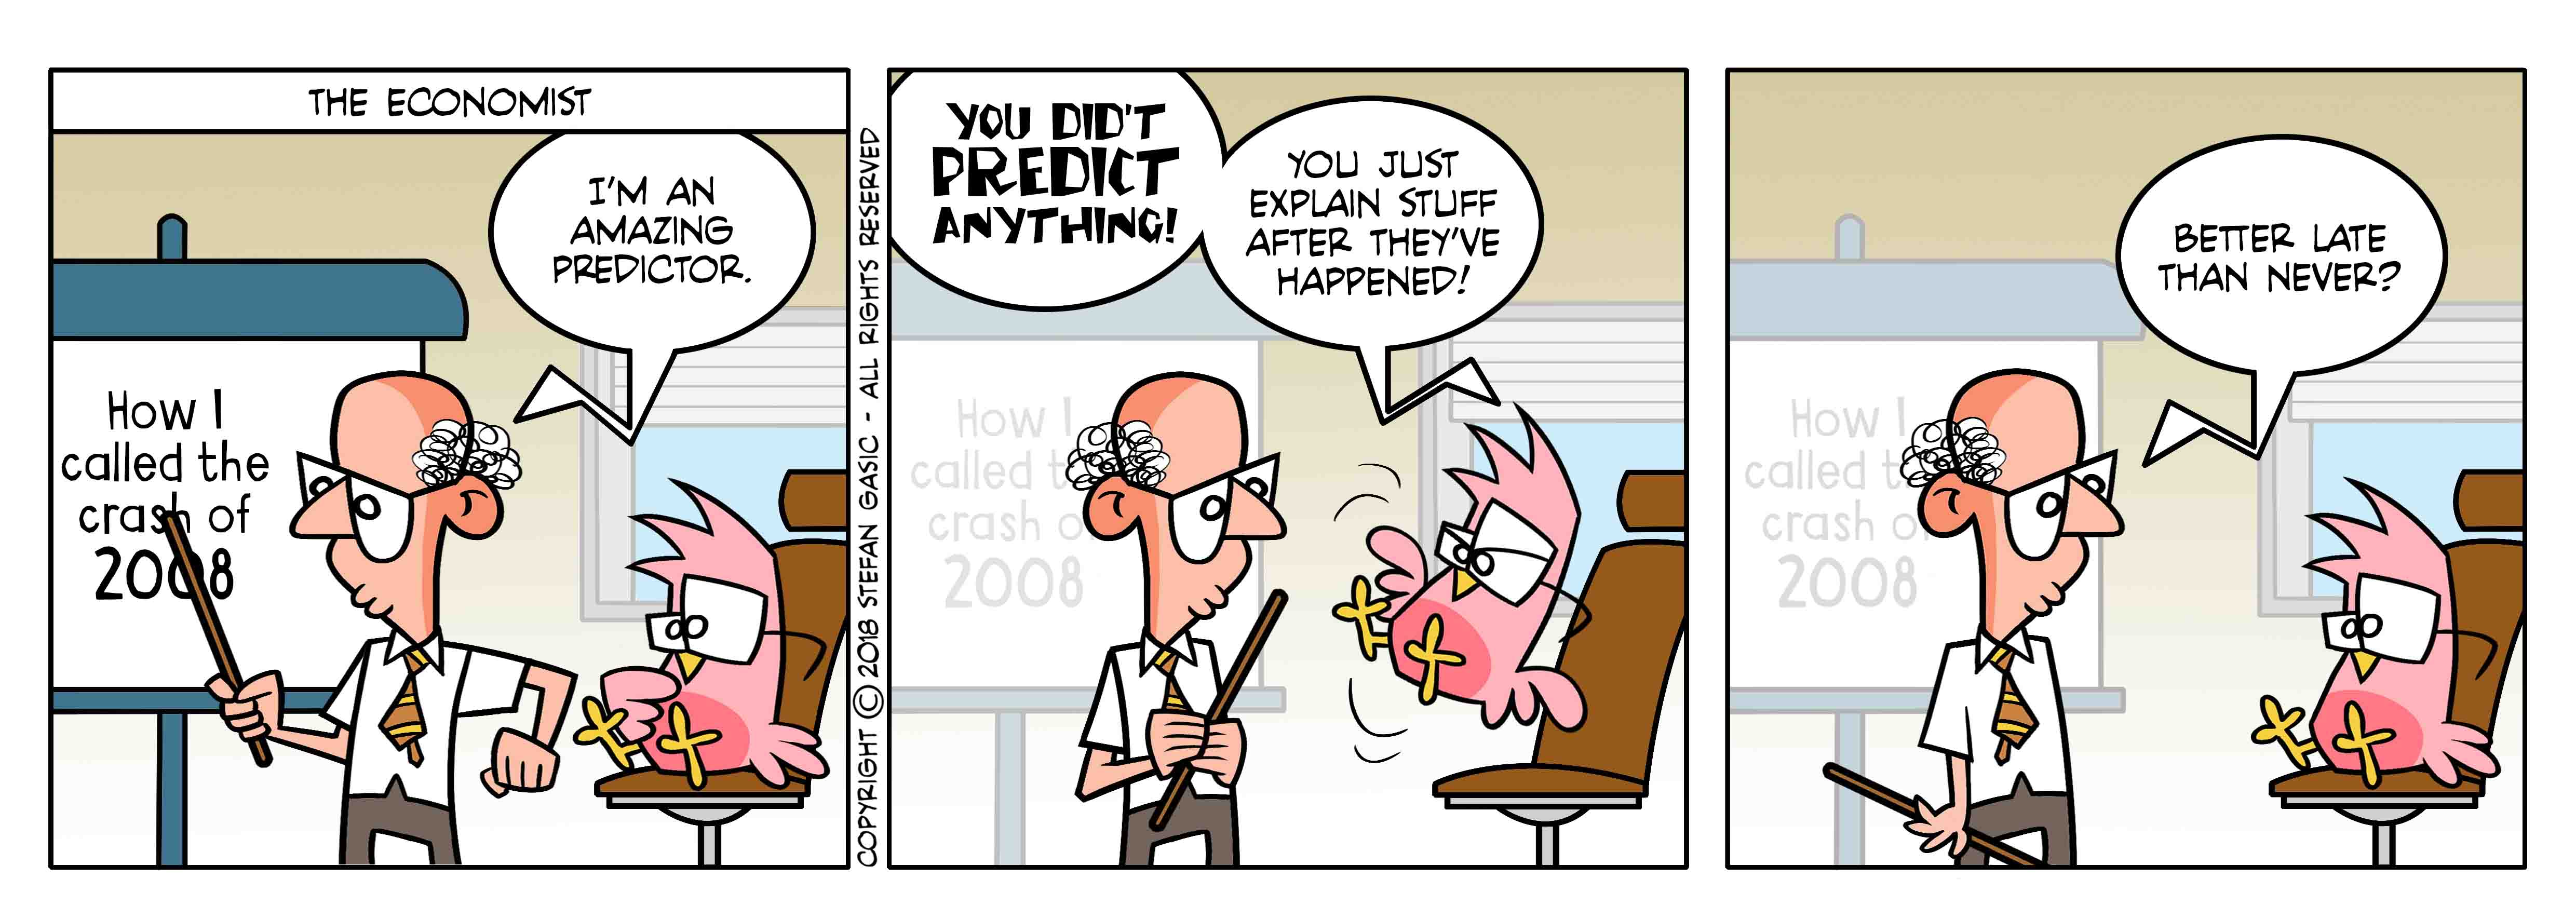 THE ECONOMIST
I'M AN
AMAZING
PREDICTOR.
How I
called the
crash of
2008
COPYRIGHT © 2018 STEFAN GASIC - ALL RIGHTS RESERVED
YOU DID'T
PREDICT
ANYTHING!
YOU JUST
EXPLAIN STUFF
AFTER THEY'VE
HAPPENED!
How I
called t
crash o
2008
BETTER LATE
THAN NEVER?
How I
called t
crash o
2008